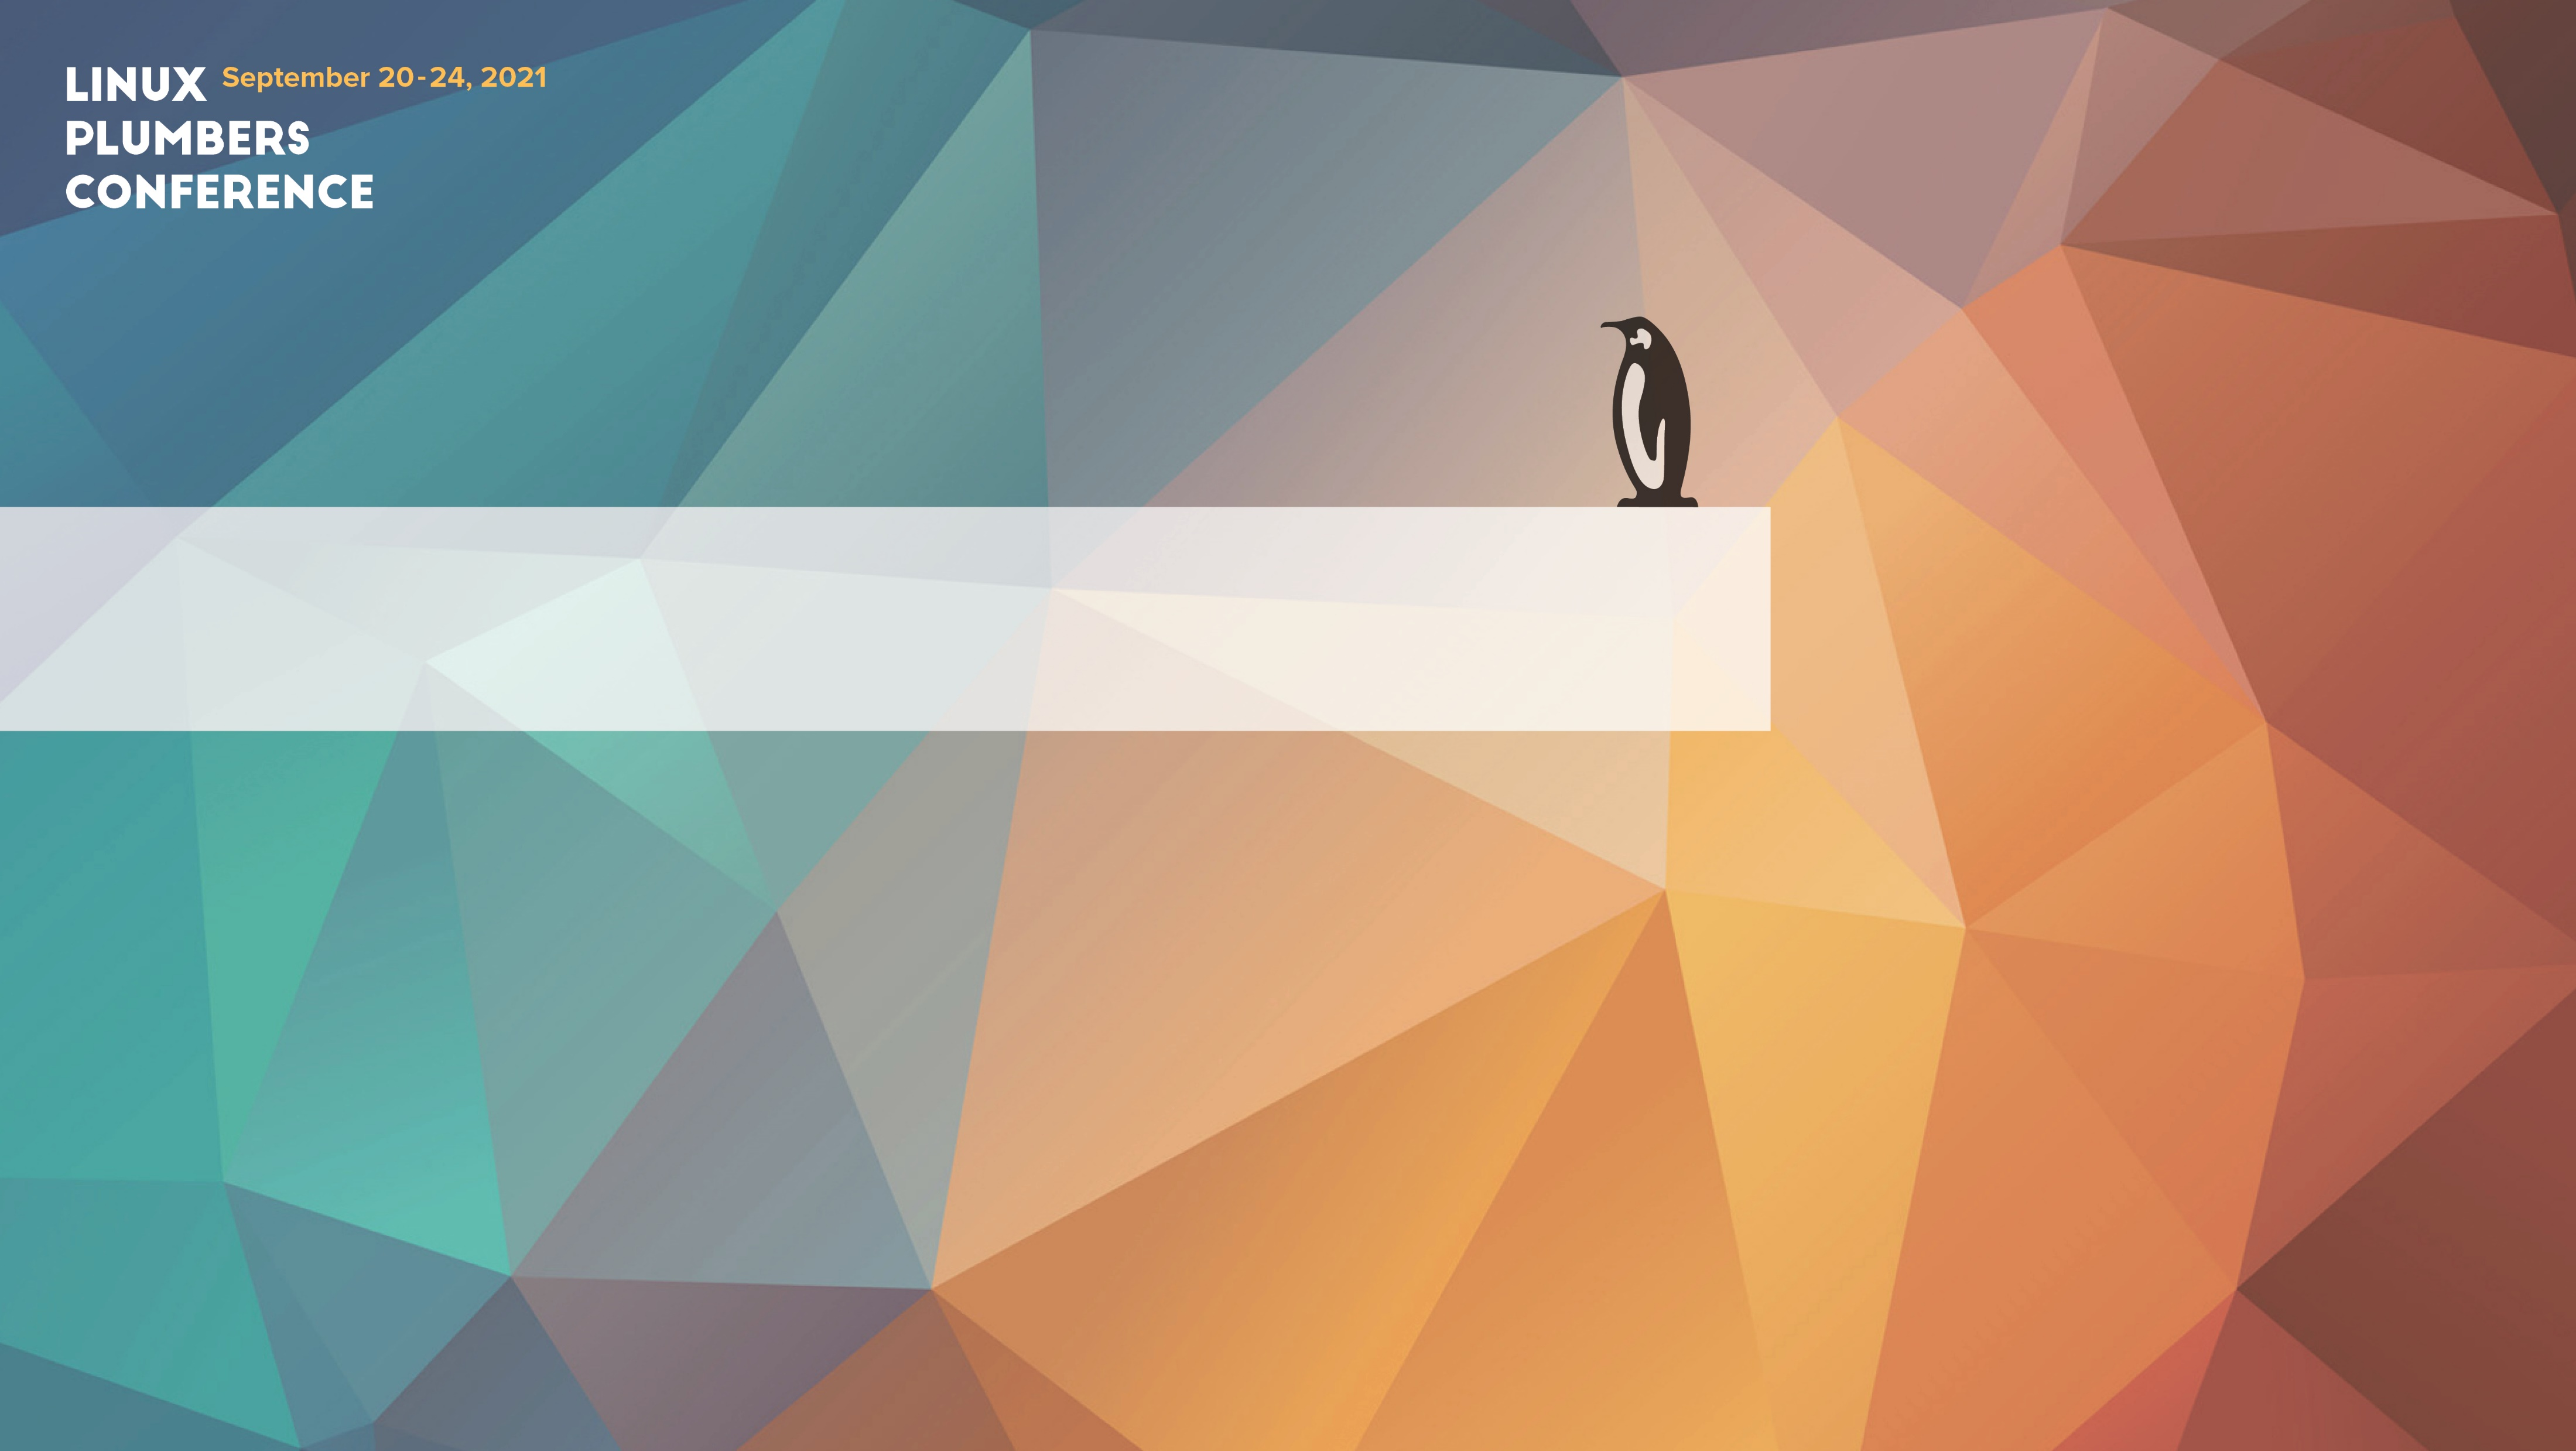 LINUX September 20-24, 2021
PLUMBERS
CONFERENCE